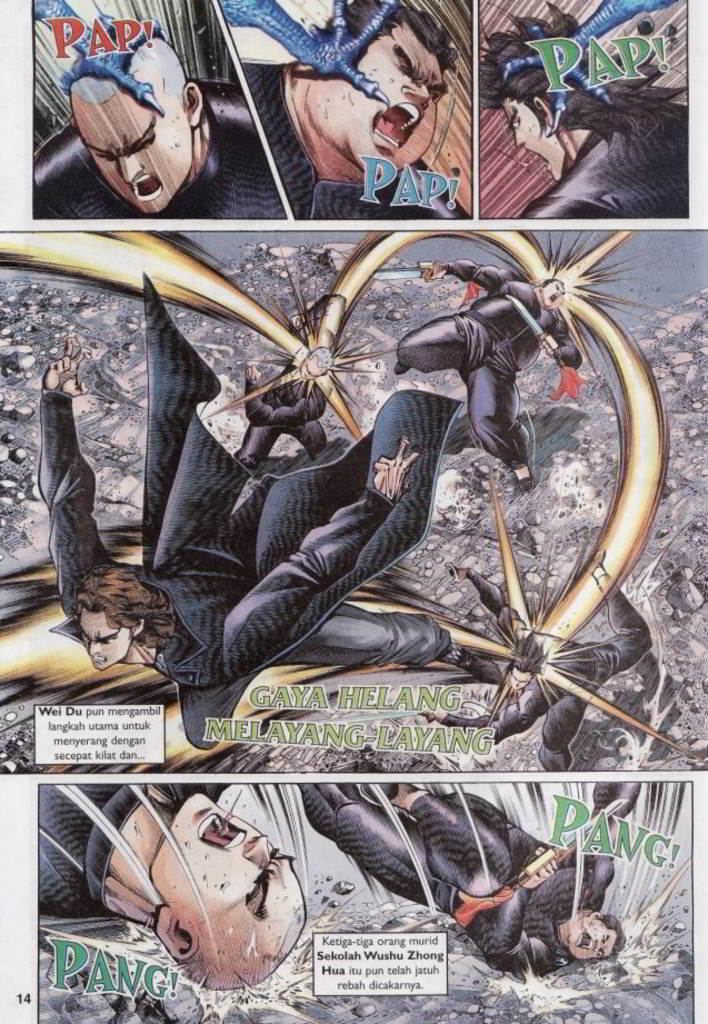 PAP!
PAP!
PAP!
GAYA HELANG
MELAYANG-LAYANG
Wei Du pun mengambil
langkah utama untuk
menyerang dengan
secepat kilat dan...
PANG!
PANG!
Ketiga-tiga orang murid
Sekolah Wushu Zhong
Hua itu pun telah jatuh
rebah dicakarnya.
14